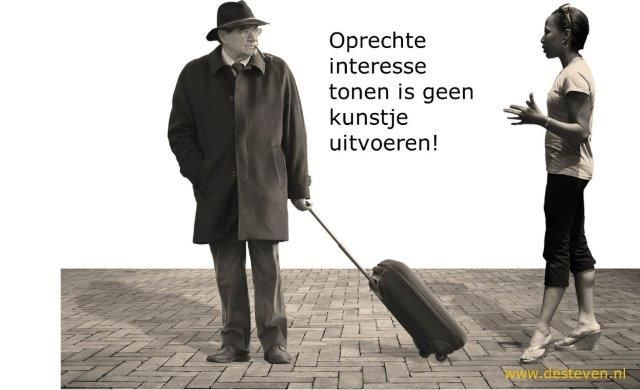 Oprechte
interesse
tonen is geen
kunstje
uitvoeren!
www.desteven.nl